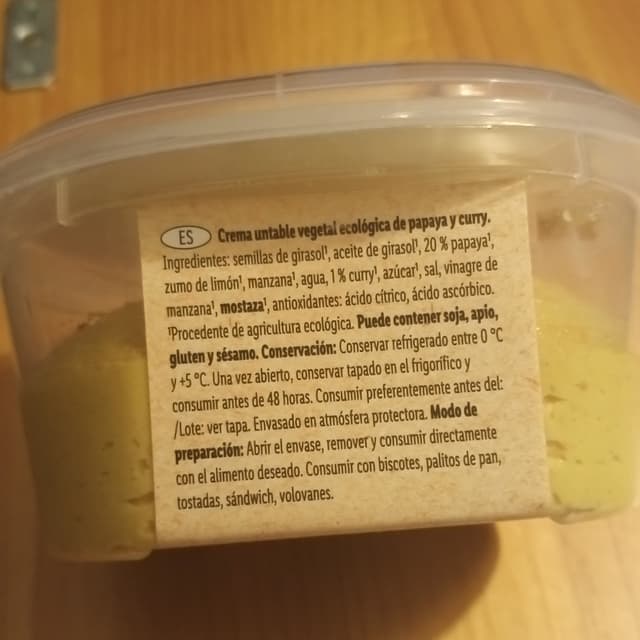 ES Crema untable vegetal ecológica de papaya y curry.
Ingredientes: semillas de girasol¹, aceite de girasol¹, 20 % papaya¹,
zumo de limón¹, manzana¹, agua, 1 % curry¹, azúcar¹, sal, vinagre de
manzana¹, mostaza¹, antioxidantes: ácido cítrico, ácido ascórbico.
¹Procedente de agricultura ecológica. Puede contener soja, apio,
gluten y sésamo. Conservación: Conservar refrigerado entre 0 °C
y +5 °C. Una vez abierto, conservar tapado en el frigorífico y
consumir antes de 48 horas. Consumir preferentemente antes del:
/Lote: ver tapa. Envasado en atmósfera protectora. Modo de
preparación: Abrir el envase, remover y consumir directamente
con el alimento deseado. Consumir con biscotes, palitos de pan,
tostadas, sándwich, volovanes.